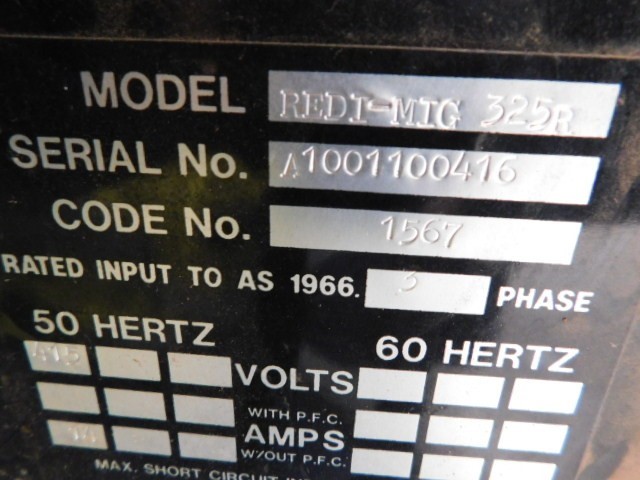 MODEL REDI-MIG 325R
SERIAL No. A1001100416
CODE No. 1567
RATED INPUT TO AS 1966. 3 PHASE
50 HERTZ 60 HERTZ
415 VOLTS
WITH P.F.C.
AMPS
W/OUT P.F.C.
MAX. SHORT CIRCUIT